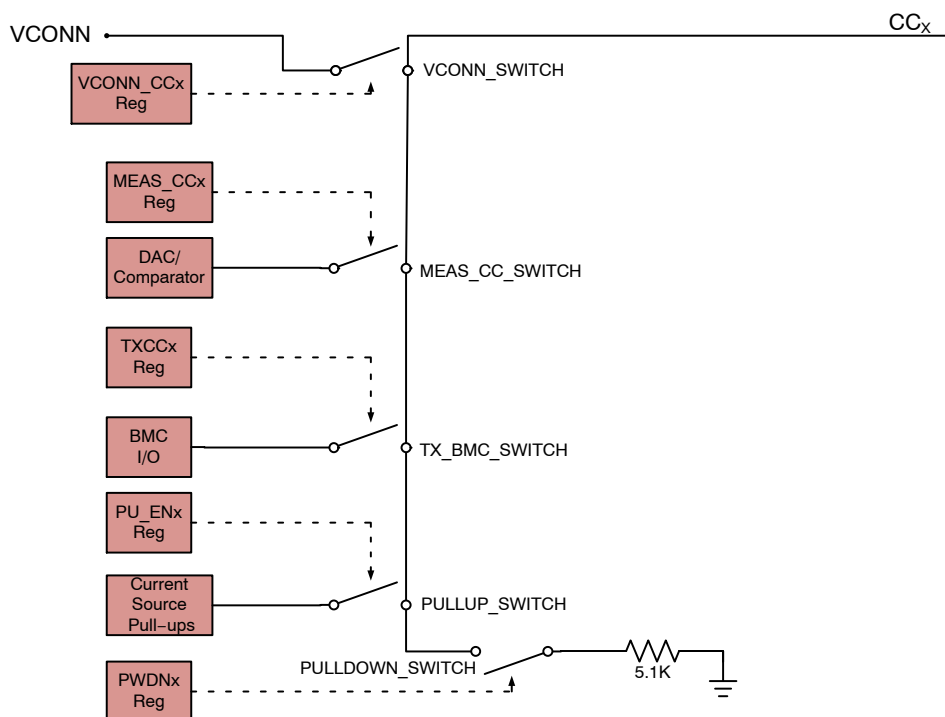 VCONN
CCX
VCONN_CCx
Reg
VCONN_SWITCH
MEAS_CCx
Reg
DAC/
Comparator
MEAS_CC_SWITCH
TXCCx
Reg
BMC
I/O
TX_BMC_SWITCH
PU_ENx
Reg
Current
Source
Pull−ups
PULLUP_SWITCH
PULLDOWN_SWITCH
5.1K
PWDNx
Reg